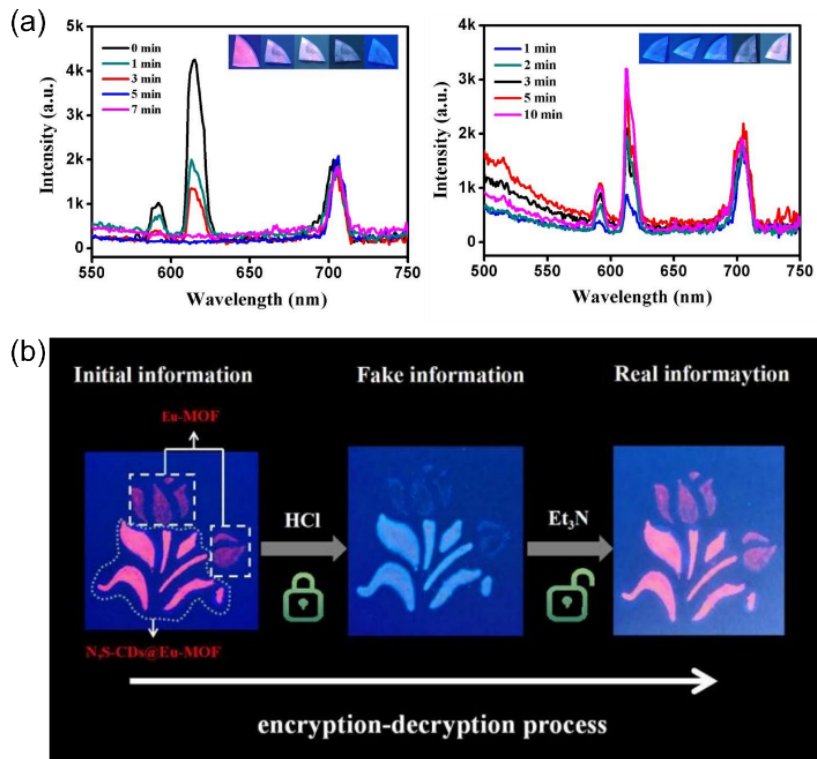 (a)
5k
4k
3k
2k
1k
0
Intensity (a.u.)
0 min
1 min
3 min
5 min
7 min
550 600 650 700 750
Wavelength (nm)
4k
3k
2k
1k
0
Intensity (a.u.)
1 min
2 min
3 min
5 min
10 min
500 550 600 650 700 750
Wavelength (nm)
(b)
Initial information Fake information Real informaytion
Eu-MOF
HCl
Et₃N
N,S-CDs@Eu-MOF
encryption-decryption process